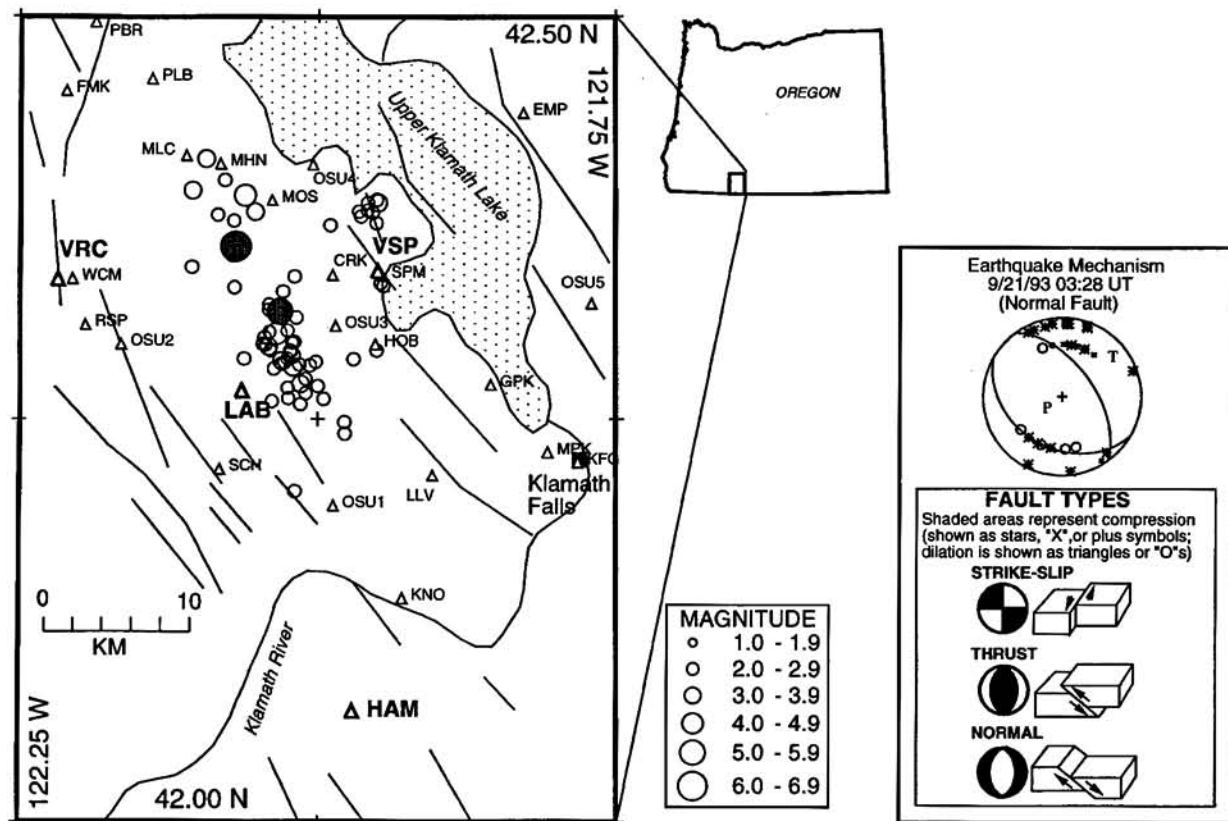 42.50 N
121.75 W
PBR
FMK
PLB
EMP
MLC
MHN
OSU4
MOS
Upper Klamath Lake
VRC
WCM
VSP
CRK
SPM
OSU5
RSP
OSU2
OSU3
HOB
GPK
LAB
SCH
MPK
KFO
Klamath
Falls
LLV
OSU1
KNO
0 10
KM
Klamath River
HAM
122.25 W
42.00 N
OREGON
MAGNITUDE
1.0 - 1.9
2.0 - 2.9
3.0 - 3.9
4.0 - 4.9
5.0 - 5.9
6.0 - 6.9
Earthquake Mechanism
9/21/93 03:28 UT
(Normal Fault)
T
P
FAULT TYPES
Shaded areas represent compression
(shown as stars, "X",or plus symbols;
dilation is shown as triangles or "O"s)
STRIKE-SLIP
THRUST
NORMAL